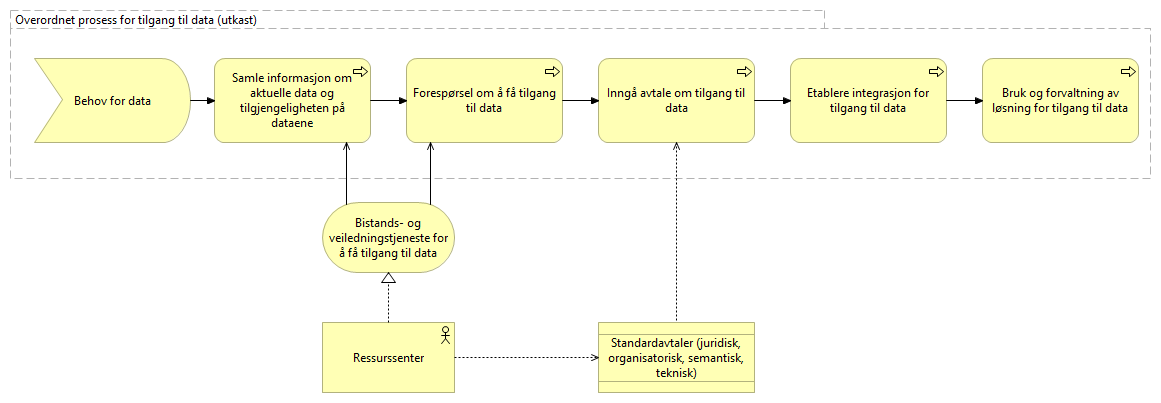 Overordnet prosess for tilgang til data (utkast)
Behov for data
Samle informasjon om
aktuelle data og
tilgjengeligheten på
dataene
Forespørsel om å få tilgang
til data
Inngå avtale om tilgang til
data
Etablere integrasjon for
tilgang til data
Bruk og forvaltning av
løsning for tilgang til data
Bistands- og
veiledningstjeneste for
å få tilgang til data
Ressurssenter
Standardavtaler (juridisk,
organisatorisk, semantisk,
teknisk)